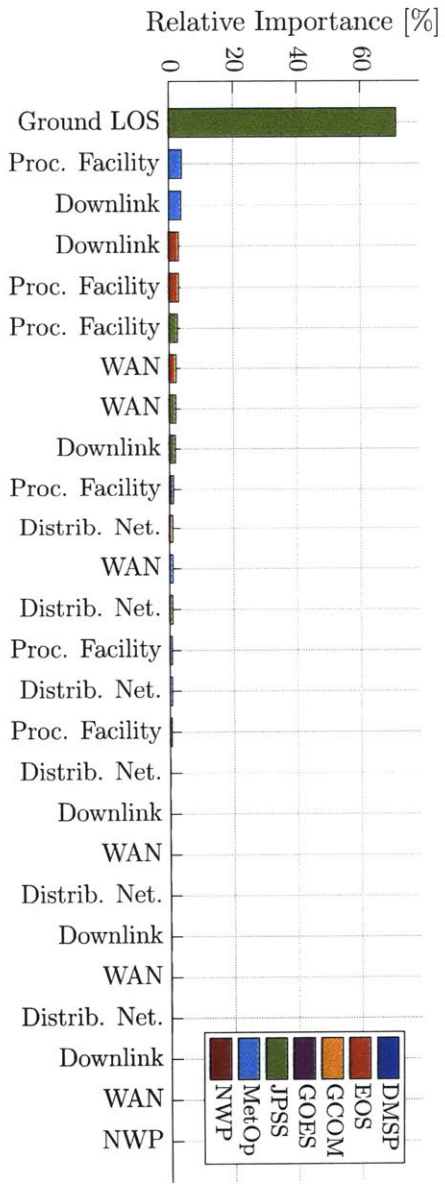 Relative Importance [%]
0
20
40
60
Ground LOS
Proc. Facility
Downlink
Downlink
Proc. Facility
Proc. Facility
WAN
WAN
Downlink
Proc. Facility
Distrib. Net.
WAN
Distrib. Net.
Proc. Facility
Distrib. Net.
Proc. Facility
Distrib. Net.
Downlink
WAN
Distrib. Net.
Downlink
WAN
Distrib. Net.
Downlink
WAN
NWP
DMSP
EOS
GCOM
GOES
JPSS
MetOp
NWP